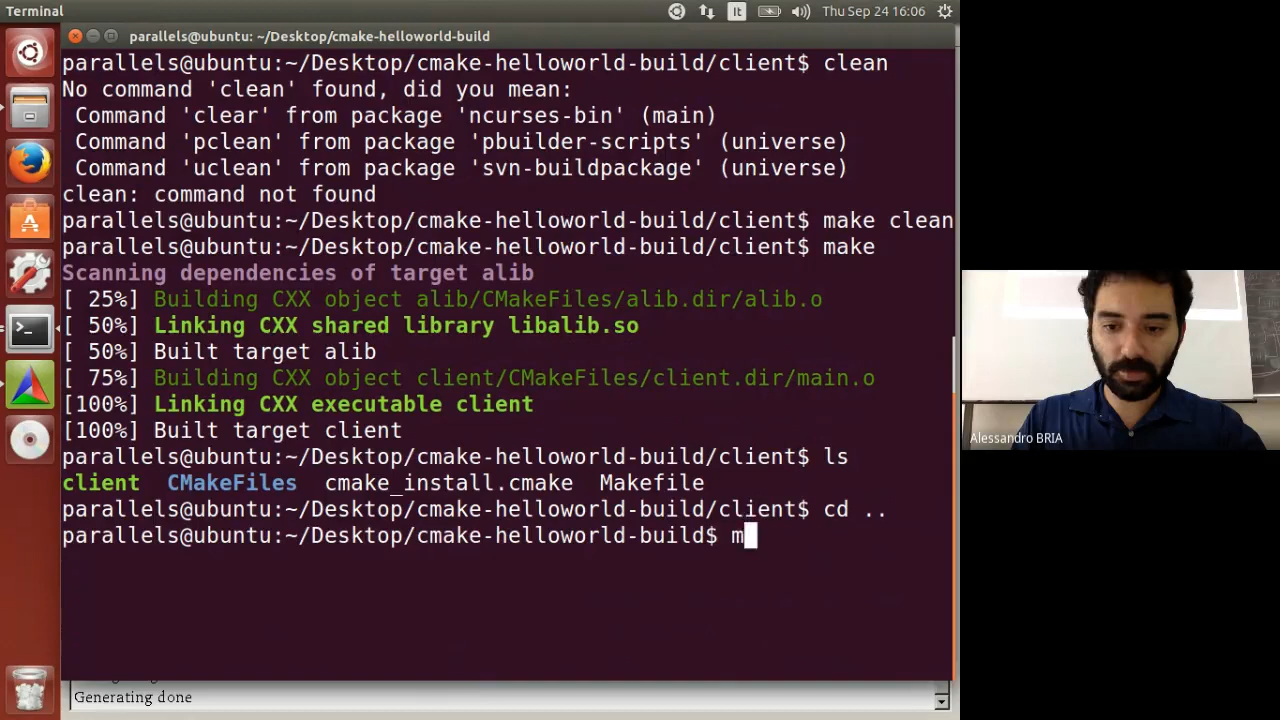 Terminal
It
Thu Sep 24 16:06
parallels@ubuntu: ~/Desktop/cmake-helloworld-build
parallels@ubuntu:~/Desktop/cmake-helloworld-build/client$ clean
No command 'clean' found, did you mean:
Command 'clear' from package 'ncurses-bin' (main)
Command 'pclean' from package 'pbuilder-scripts' (universe)
Command 'uclean' from package 'svn-buildpackage' (universe)
clean: command not found
parallels@ubuntu:~/Desktop/cmake-helloworld-build/client$ make clean
parallels@ubuntu:~/Desktop/cmake-helloworld-build/client$ make
Scanning dependencies of target alib
[ 25%] Building CXX object alib/CMakeFiles/alib.dir/alib.o
[ 50%] Linking CXX shared library libalib.so
[ 50%] Built target alib
[ 75%] Building CXX object client/CMakeFiles/client.dir/main.o
[100%] Linking CXX executable client
[100%] Built target client
parallels@ubuntu:~/Desktop/cmake-helloworld-build/client$ ls
client CMakeFiles cmake_install.cmake Makefile
parallels@ubuntu:~/Desktop/cmake-helloworld-build/client$ cd ..
parallels@ubuntu:~/Desktop/cmake-helloworld-build$ m
Generating done
Alessandro BRIA